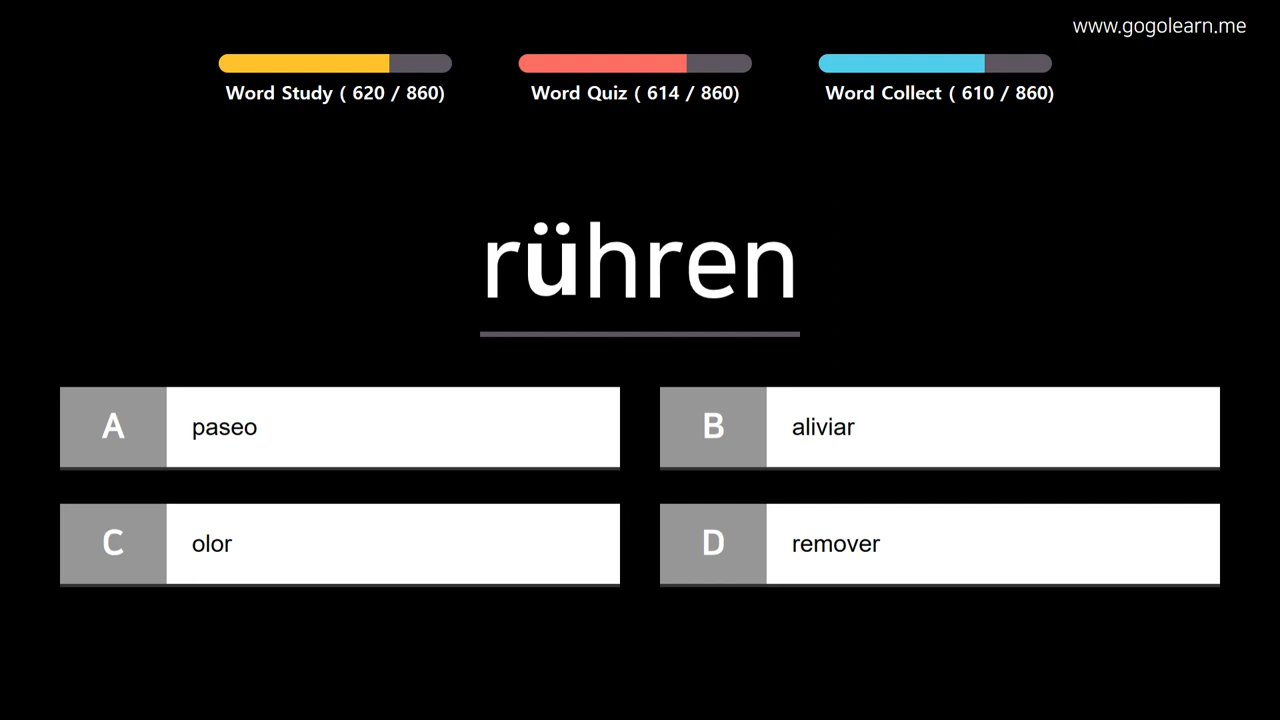 www.gogolearn.me
Word Study ( 620 / 860)
Word Quiz ( 614 / 860)
Word Collect ( 610 / 860)
rühren
A paseo
B aliviar
C olor
D remover